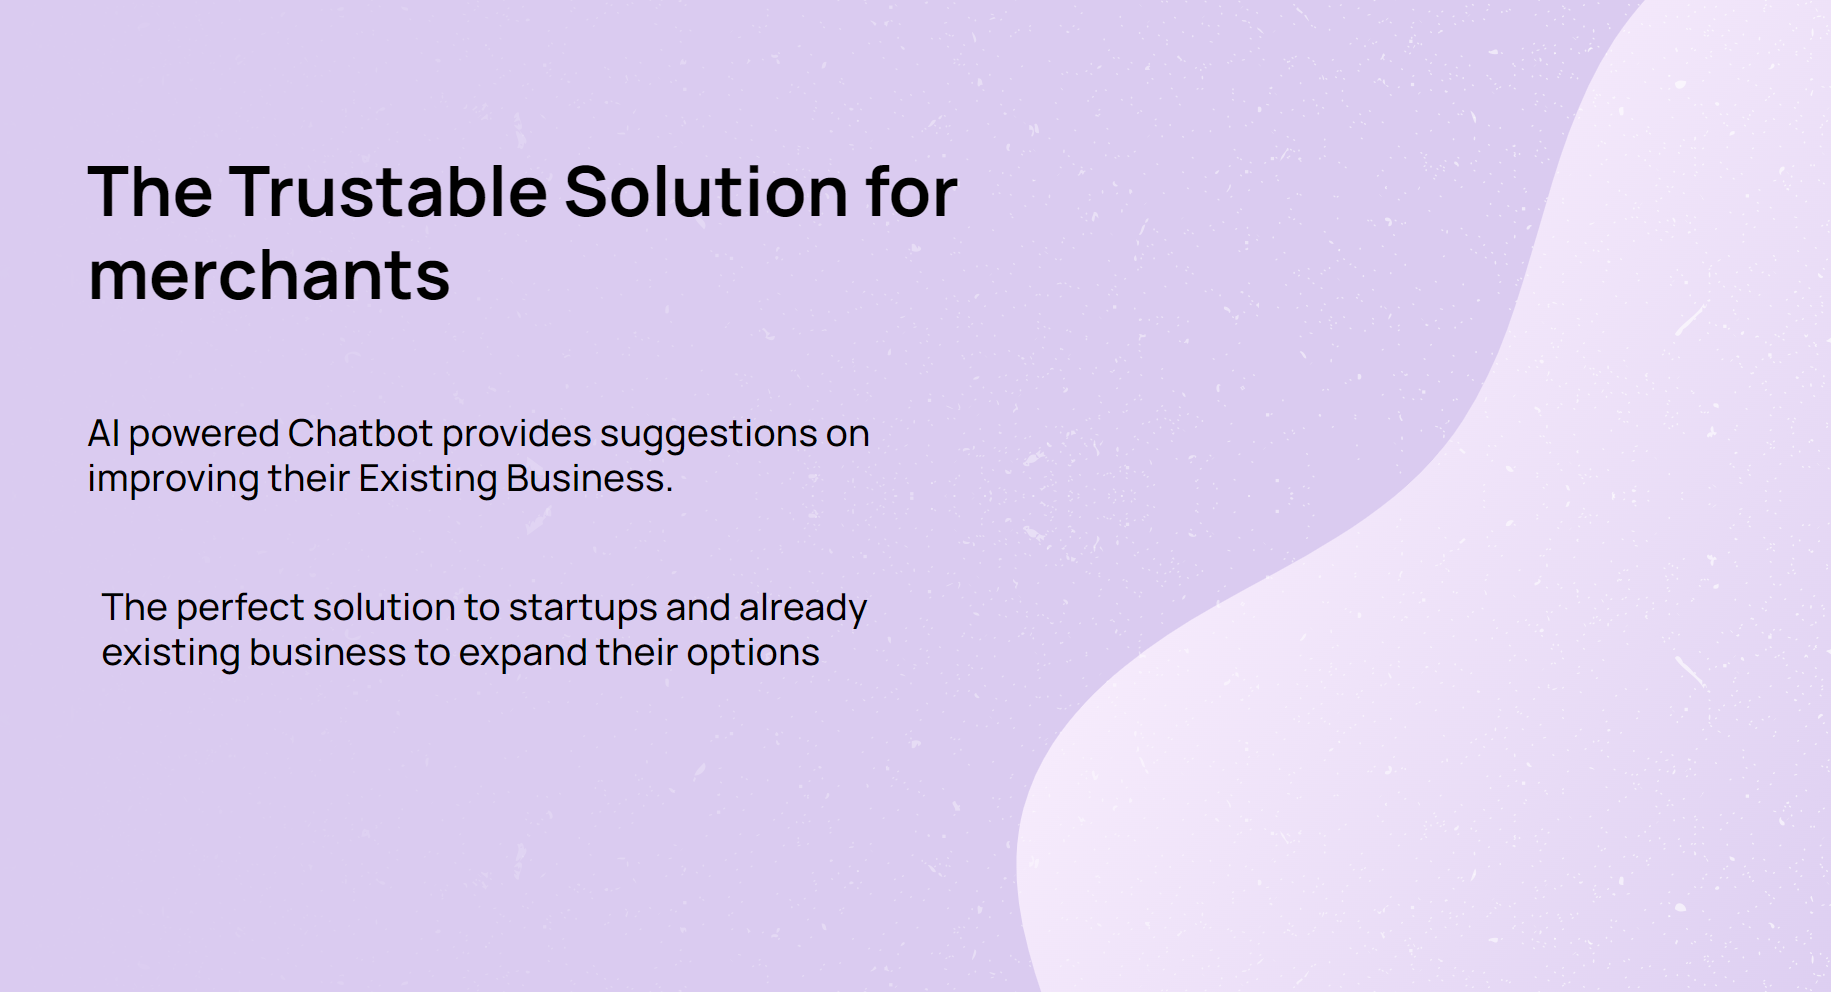 The Trustable Solution for
merchants
AI powered Chatbot provides suggestions on
improving their Existing Business.
The perfect solution to startups and already
existing business to expand their options